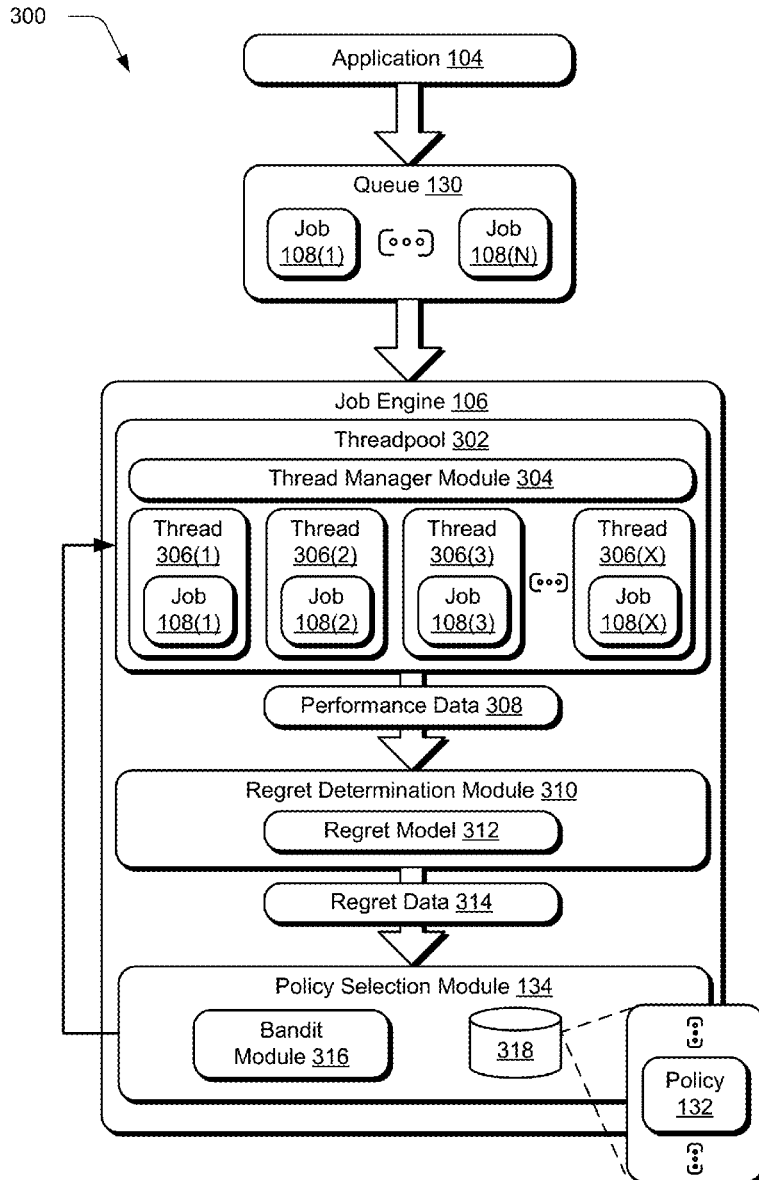 300
Application 104
Queue 130
Job
108(1)
Job
108(N)
Job Engine 106
Threadpool 302
Thread Manager Module 304
Thread
306(1)
Job
108(1)
Thread
306(2)
Job
108(2)
Thread
306(3)
Job
108(3)
Thread
306(X)
Job
108(X)
Performance Data 308
Regret Determination Module 310
Regret Model 312
Regret Data 314
Policy Selection Module 134
Bandit
Module 316
318
Policy
132